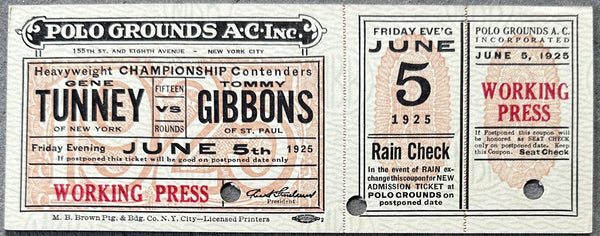 POLO GROUNDS A·C·INC.
155TH ST. AND EIGHTH AVENUE - NEW YORK CITY
Heavyweight CHAMPIONSHIP Contenders
GENE TUNNEY OF NEW YORK
FIFTEEN VS ROUNDS
TOMMY GIBBONS OF ST. PAUL
Friday Evening JUNE 5TH 1925
If postponed this ticket will be good on postponed date only
WORKING PRESS
President
M. B. Brown Ptg. & Bdg. Co. N. Y. City—Licensed Printers
FRIDAY EVE'G
JUNE
5
1925
Rain Check
In the event of RAIN ex-
change this coupon for NEW
ADMISSION TICKET at
POLO GROUNDS on
postponed date
POLO GROUNDS A. C.
INCORPORATED
JUNE 5, 1925
WORKING
PRESS
If Postponed this coupon will
be honored as SEAT CHECK
only on Postponed date. Keep
this Coupon. Seat Check